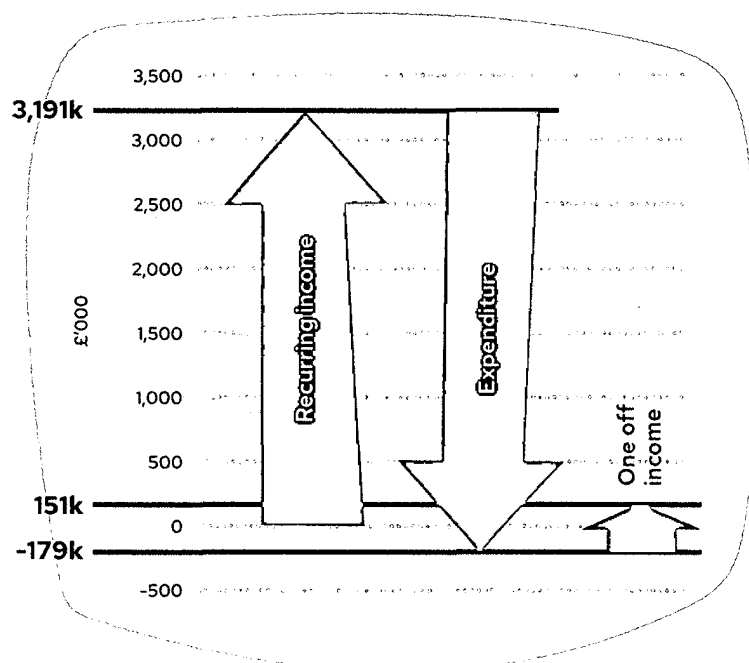 3,500
3,191k
3,000
2,500
2,000
£'000
1,500
1,000
500
151k
0
-179k
-500
Recurring income
Expenditure
One off
income